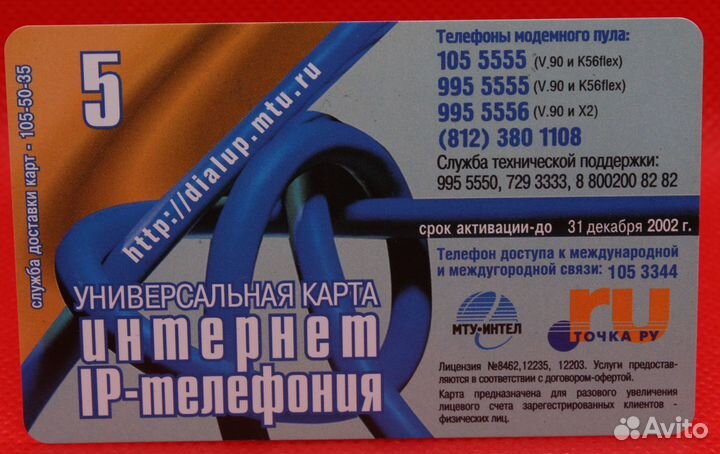 5
служба доставки карт - 105-50-35
http://dialup.mtu.ru
Телефоны модемного пула:
105 5555 (V.90 и K56flex)
995 5555 (V.90 и K56flex)
995 5556 (V.90 и X2)
(812) 380 1108
Служба технической поддержки:
995 5550, 729 3333, 8 800200 82 82
срок активации-до 31 декабря 2002 г.
Телефон доступа к международной
и междугородной связи: 105 3344
УНИВЕРСАЛЬНАЯ КАРТА
интернет
IP-телефония
МТУ-ИНТЕЛ
.ru
ТОЧКА РУ
Лицензия №8462,12235, 12203. Услуги предостав-
ляются в соответствии с договором-офертой.
Карта предназначена для разового увеличения
лицевого счета зарегестрированных клиентов -
физических лиц.
Avito